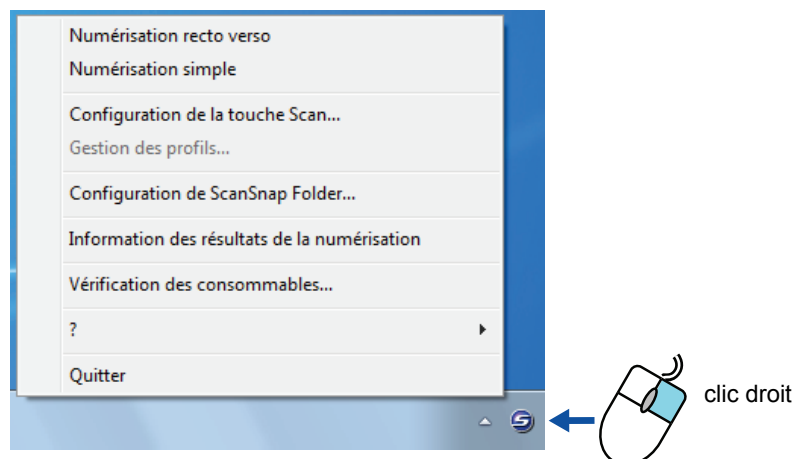 Numérisation recto verso
Numérisation simple
Configuration de la touche Scan...
Gestion des profils...
Configuration de ScanSnap Folder...
Information des résultats de la numérisation
Vérification des consommables...
?
Quitter
clic droit